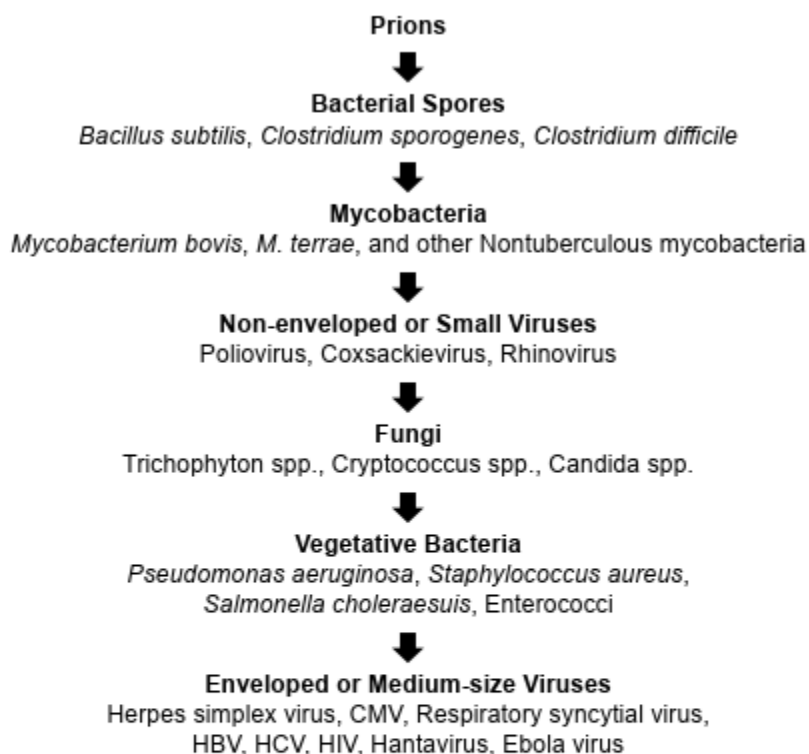 Prions
Bacterial Spores
Bacillus subtilis, Clostridium sporogenes, Clostridium difficile
Mycobacteria
Mycobacterium bovis, M. terrae, and other Nontuberculous mycobacteria
Non-enveloped or Small Viruses
Poliovirus, Coxsackievirus, Rhinovirus
Fungi
Trichophyton spp., Cryptococcus spp., Candida spp.
Vegetative Bacteria
Pseudomonas aeruginosa, Staphylococcus aureus,
Salmonella choleraesuis, Enterococci
Enveloped or Medium-size Viruses
Herpes simplex virus, CMV, Respiratory syncytial virus,
HBV, HCV, HIV, Hantavirus, Ebola virus